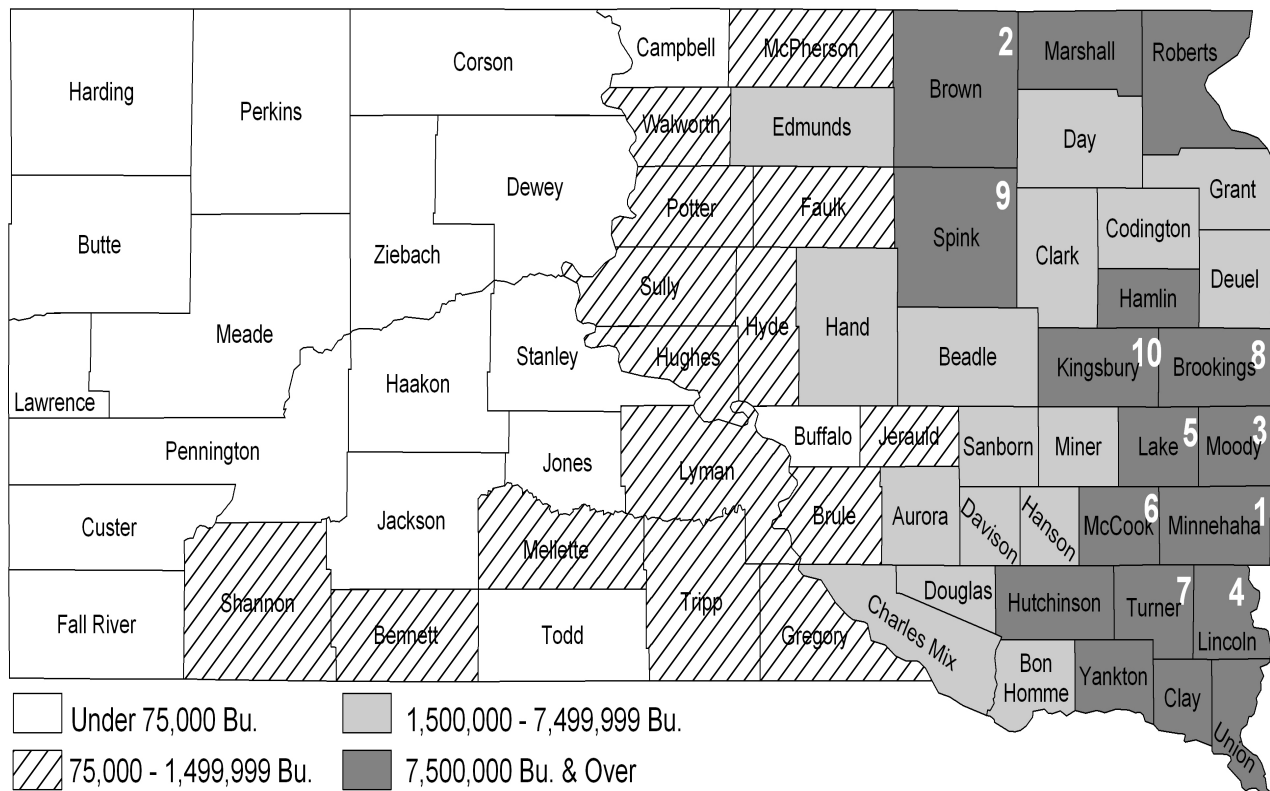 Harding
Perkins
Corson
Campbell
McPherson
Brown
2
Marshall
Roberts
Walworth
Edmunds
Day
Dewey
Potter
Faulk
Spink
9
Grant
Butte
Ziebach
Clark
Codington
Deuel
Hamlin
Sully
Hyde
Hand
Meade
Stanley
Hughes
Beadle
Kingsbury
10
Brookings
8
Lawrence
Haakon
Pennington
Jones
Lyman
Buffalo
Jerauld
Sanborn
Miner
Lake
5
Moody
3
Custer
Jackson
Mellette
Brule
Aurora
Davison
Hanson
McCook
6
Minnehaha
1
Fall River
Shannon
Bennett
Todd
Tripp
Gregory
Charles Mix
Douglas
Hutchinson
Turner
7
Lincoln
4
Bon
Homme
Yankton
Clay
Union
Under 75,000 Bu.
1,500,000 - 7,499,999 Bu.
75,000 - 1,499,999 Bu.
7,500,000 Bu. & Over